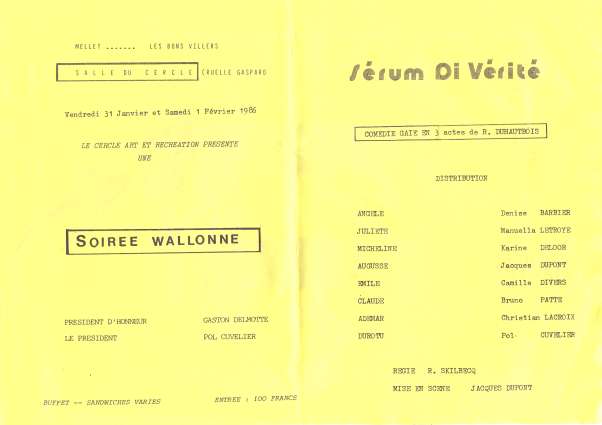 MELLET ....... LES BONS VILLERS
SALLE DU CERCLE (RUELLE GASPARD
Vendredi 31 Janvier et Samedi 1 Février 1986
LE CERCLE ART ET RECREATION PRESENTE
UNE
SOIREE WALLONNE
PRESIDENT D'HONNEUR GASTON DELMOTTE
LE PRESIDENT POL CUVELIER
BUFFET -- SANDWICHES VARIES ENTREE : 100 FRANCS
Sérum Di Vérité
COMEDIE GAIE EN 3 actes de R. DUHAUTBOIS
DISTRIBUTION
ANGELE Denise BARBIER
JULIETE Manuella LETROYE
MICHELINE Karine DELOOR
AUGUSSE Jacques DUPONT
EMILE Camille DIVERS
CLAUDE Bruno PATTE
ADEMAR Christian LACROIX
DUROTU Pol CUVELIER
REGIE R. SKILBECQ
MISE EN SCENE JACQUES DUPONT